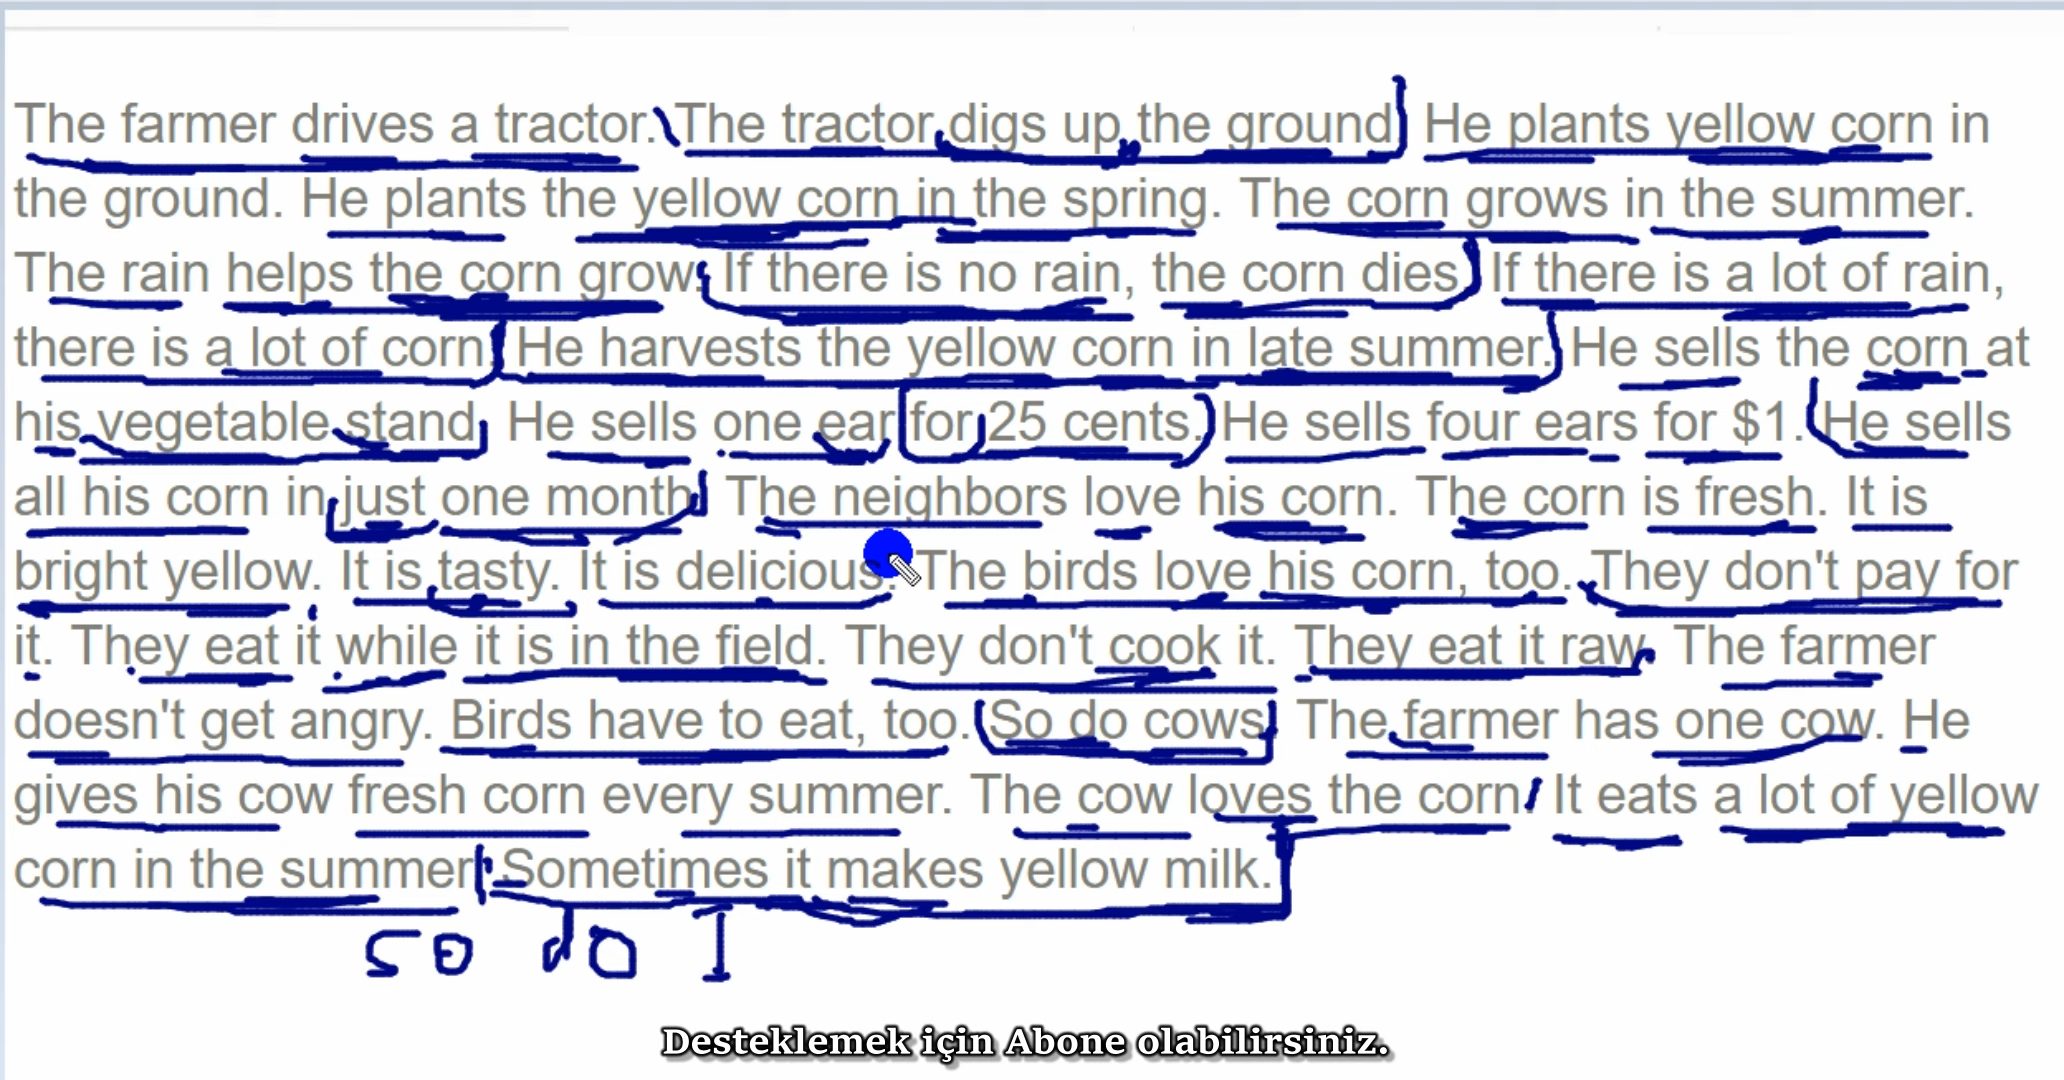 The farmer drives a tractor. The tractor digs up the ground. He plants yellow corn in
the ground. He plants the yellow corn in the spring. The corn grows in the summer.
The rain helps the corn grow. If there is no rain, the corn dies. If there is a lot of rain,
there is a lot of corn. He harvests the yellow corn in late summer. He sells the corn at
his vegetable stand. He sells one ear for 25 cents. He sells four ears for $1. He sells
all his corn in just one month. The neighbors love his corn. The corn is fresh. It is
bright yellow. It is tasty. It is delicious. The birds love his corn, too. They don't pay for
it. They eat it while it is in the field. They don't cook it. They eat it raw. The farmer
doesn't get angry. Birds have to eat, too. So do cows. The farmer has one cow. He
gives his cow fresh corn every summer. The cow loves the corn. It eats a lot of yellow
corn in the summer. Sometimes it makes yellow milk.
so do I
Desteklemek için Abone olabilirsiniz.